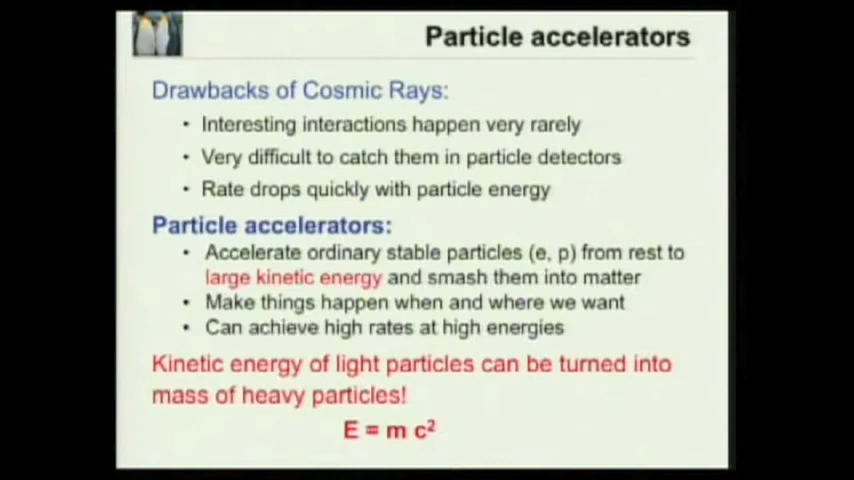 Particle accelerators
Drawbacks of Cosmic Rays:
• Interesting interactions happen very rarely
• Very difficult to catch them in particle detectors
• Rate drops quickly with particle energy
Particle accelerators:
• Accelerate ordinary stable particles (e, p) from rest to
large kinetic energy and smash them into matter
• Make things happen when and where we want
• Can achieve high rates at high energies
Kinetic energy of light particles can be turned into
mass of heavy particles!
E = m c²